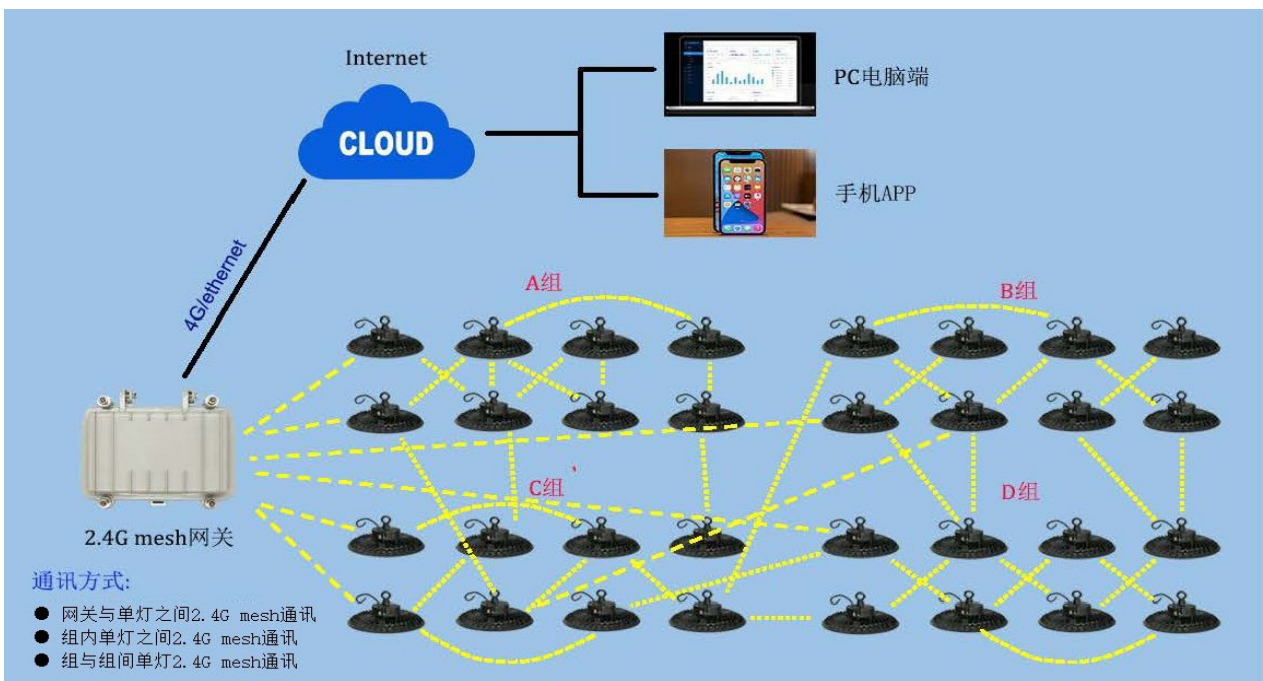 Internet
CLOUD
PC电脑端
手机APP
4G/ethernet
A组
B组
C组
D组
2.4G mesh网关
通讯方式:
● 网关与单灯之间2.4G mesh通讯
● 组内单灯之间2.4G mesh通讯
● 组与组间单灯2.4G mesh通讯